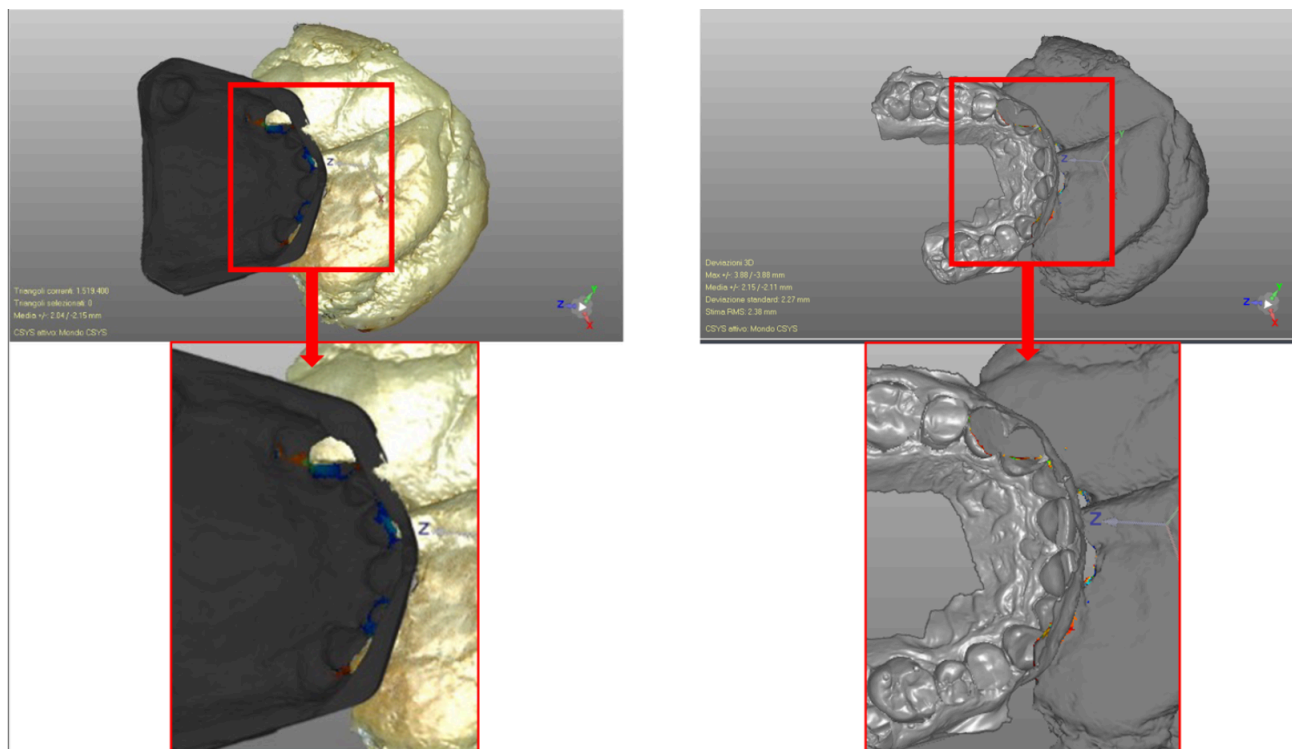 Triangoli correnti: 1.519.400
Triangoli selezionati: 0
Media +/-: 2.04 / -2.15 mm
CSYS attivo: Mondo CSYS
Z
X
Z
Y
X
Deviazioni 3D
Max +/-: 3.88 / -3.88 mm
Media +/-: 2.15 / -2.11 mm
Deviazione standard: 2.27 mm
Stima RMS: 2.38 mm
CSYS attivo: Mondo CSYS
Z
Y
Z
Y
X
Z
Z